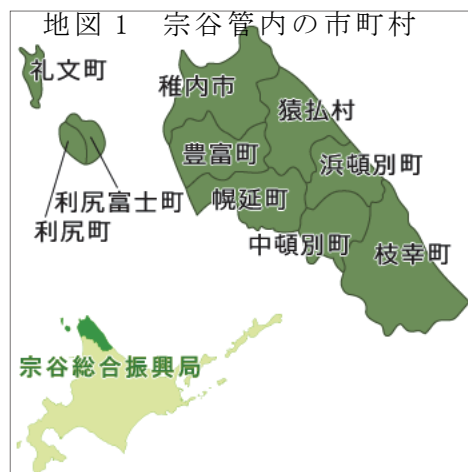 地図1 宗谷管内の市町村
礼文町
稚内市
猿払村
豊富町
浜頓別町
利尻富士町
幌延町
利尻町
中頓別町
枝幸町
宗谷総合振興局